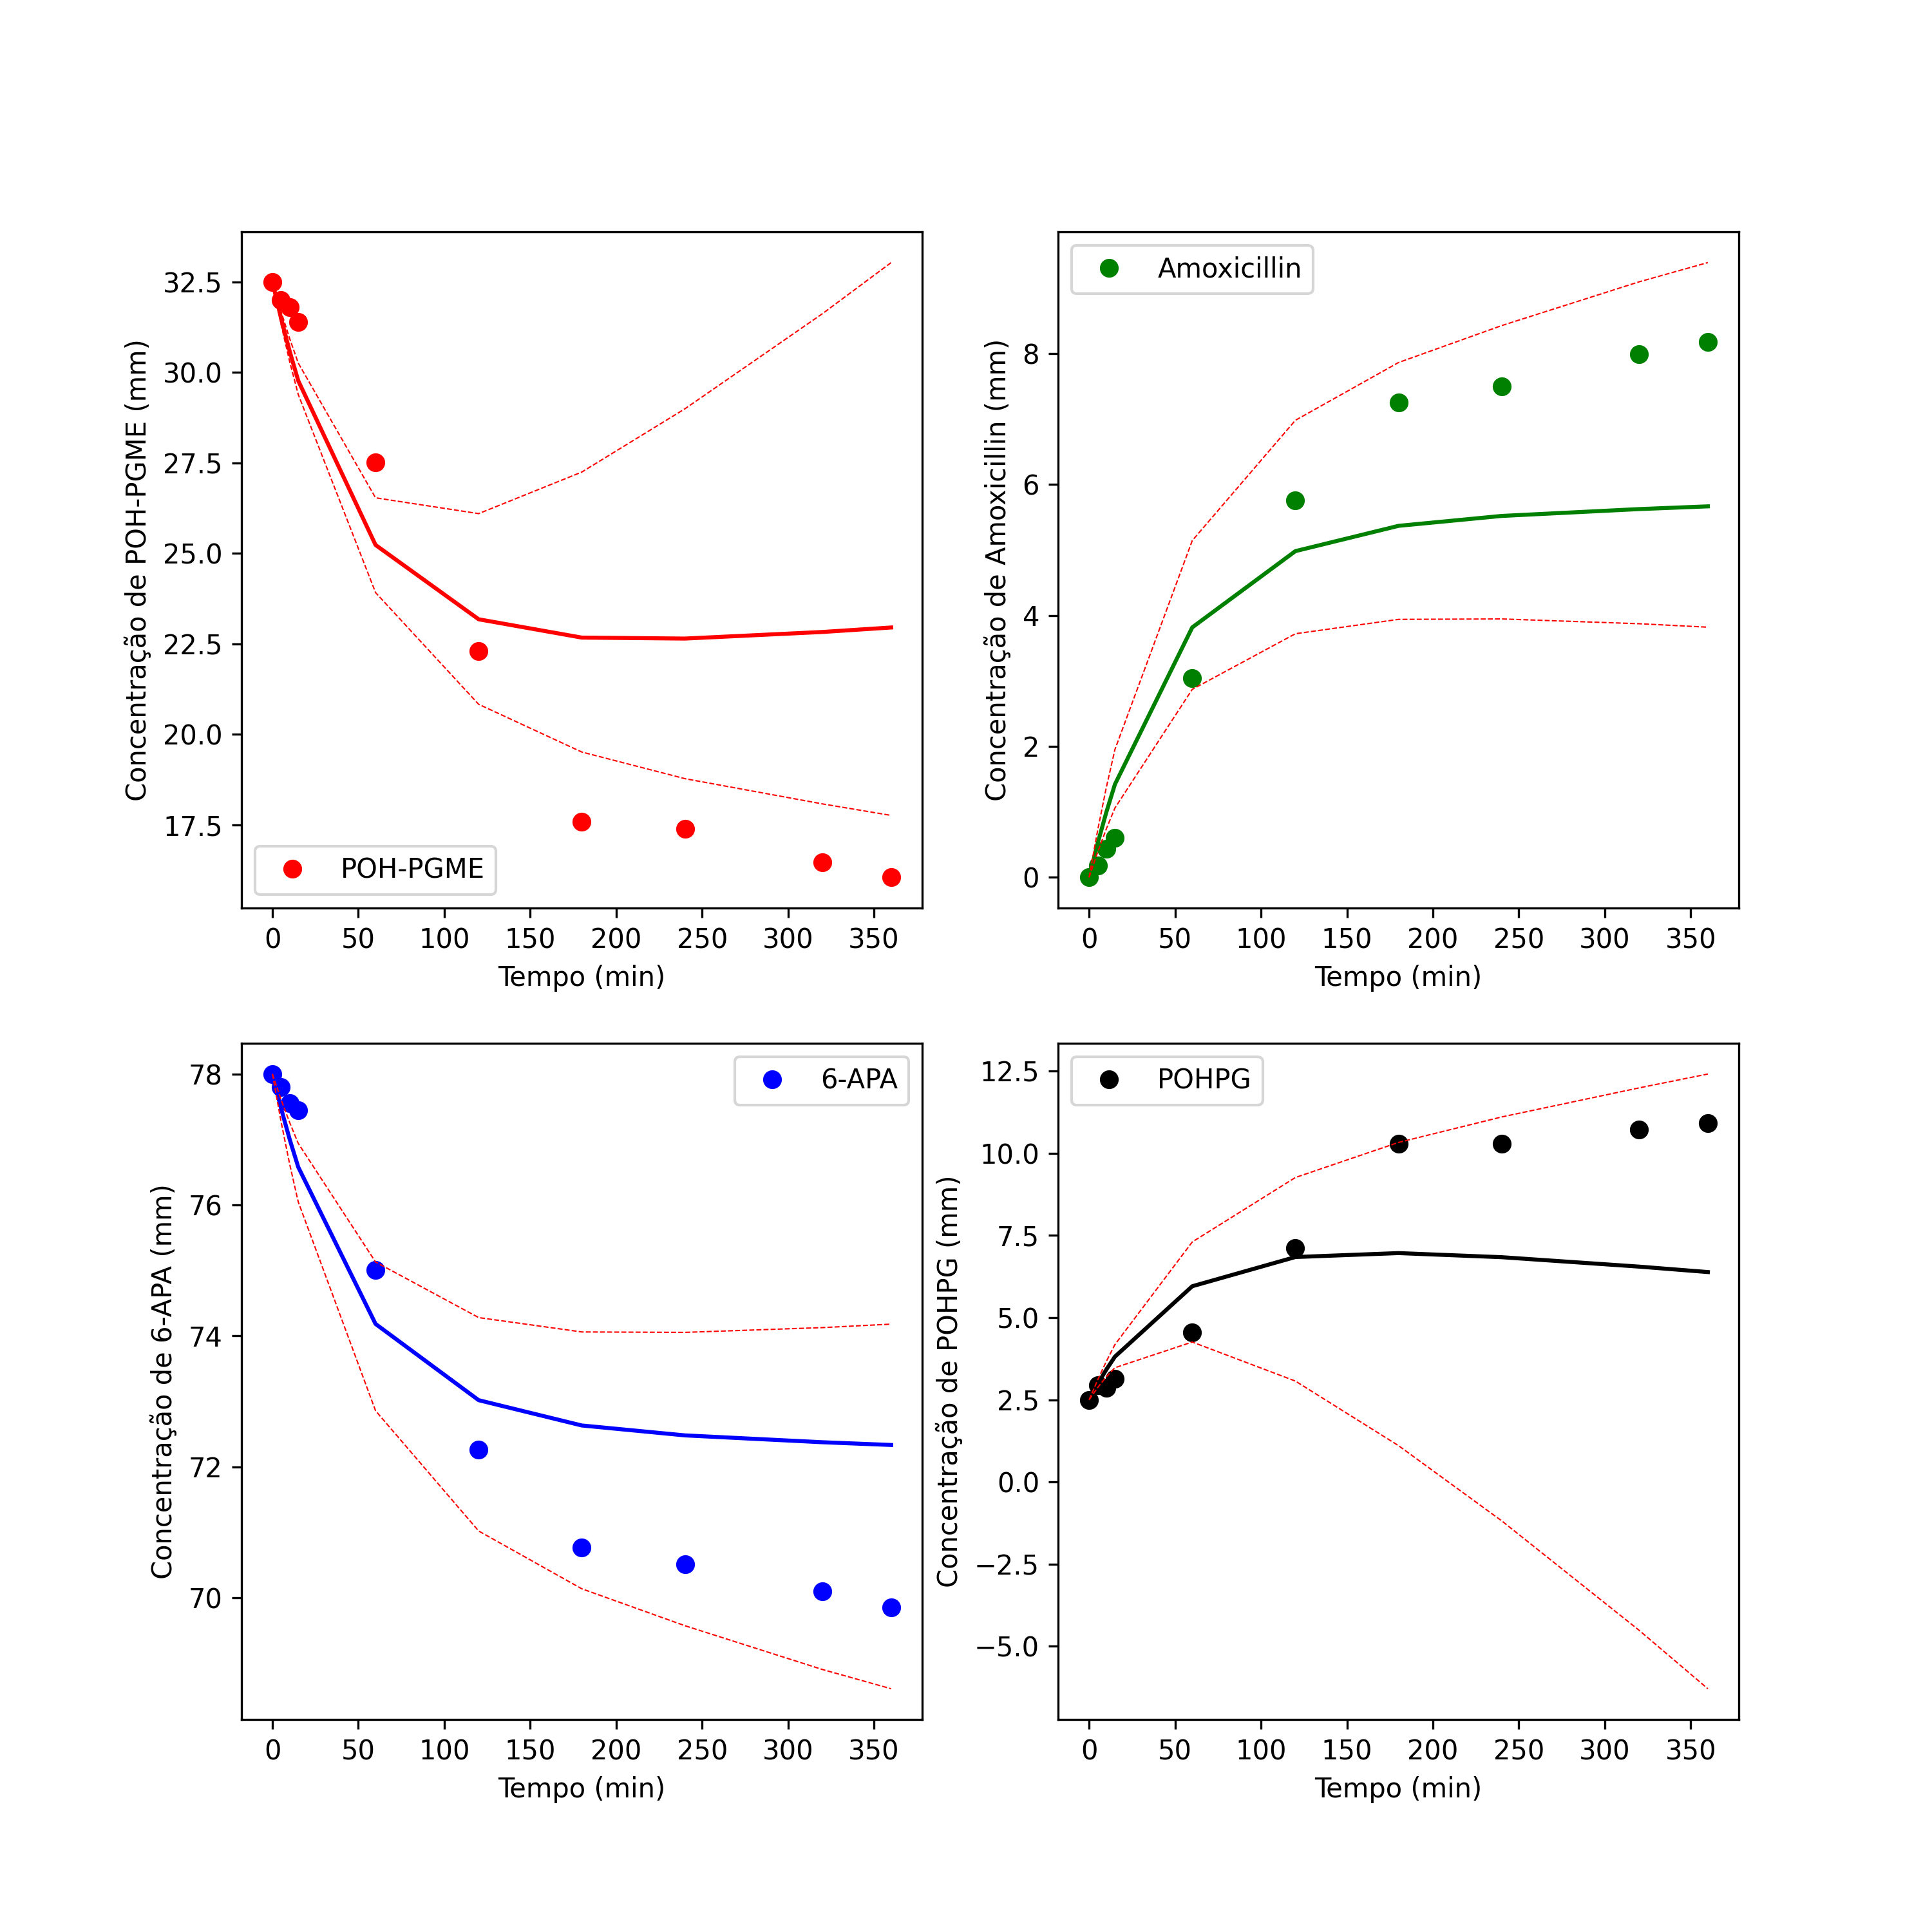 Concentração de POH-PGME (mm)
32.5
30.0
27.5
25.0
22.5
20.0
17.5
POH-PGME
0 50 100 150 200 250 300 350
Tempo (min)
Concentração de Amoxicillin (mm)
8
6
4
2
0
Amoxicillin
0 50 100 150 200 250 300 350
Tempo (min)
Concentração de 6-APA (mm)
78
76
74
72
70
6-APA
0 50 100 150 200 250 300 350
Tempo (min)
Concentração de POHPG (mm)
12.5
10.0
7.5
5.0
2.5
0.0
−2.5
−5.0
POHPG
0 50 100 150 200 250 300 350
Tempo (min)